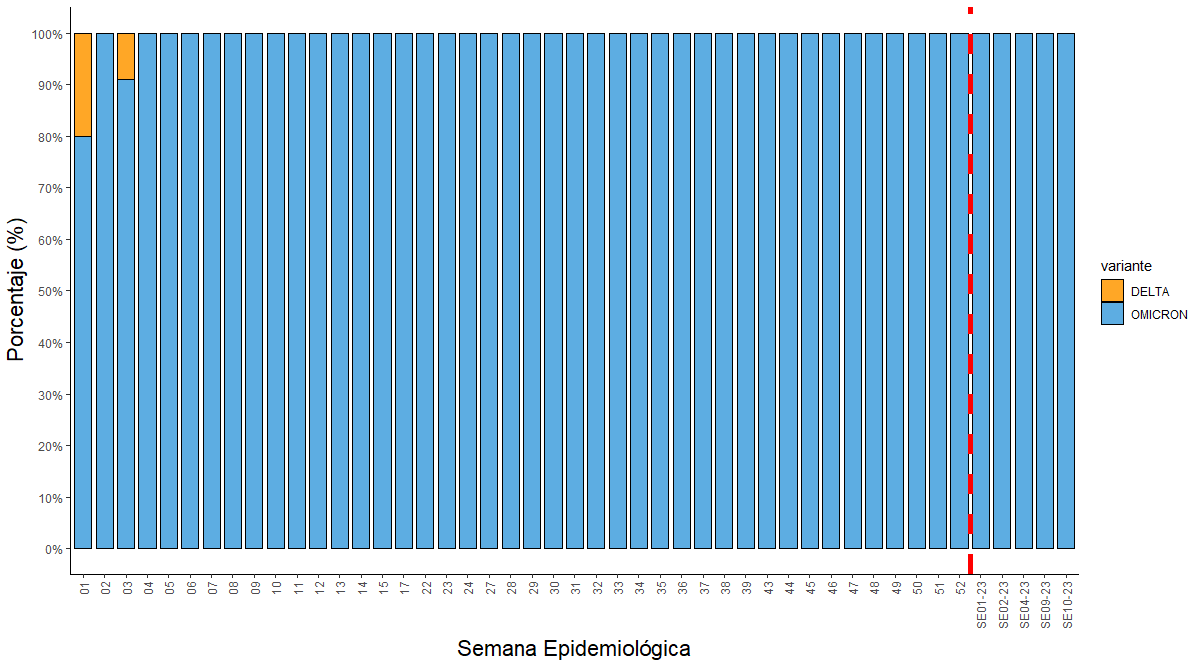 Porcentaje (%)
100%
90%
80%
70%
60%
50%
40%
30%
20%
10%
0%
01 02 03 04 05 06 07 08 09 10 11 12 13 14 15 17 22 23 24 27 28 29 30 31 32 33 34 35 36 37 38 39 43 44 45 46 47 48 49 50 51 52 SE01-23 SE02-23 SE04-23 SE09-23 SE10-23
Semana Epidemiológica
variante
DELTA
OMICRON